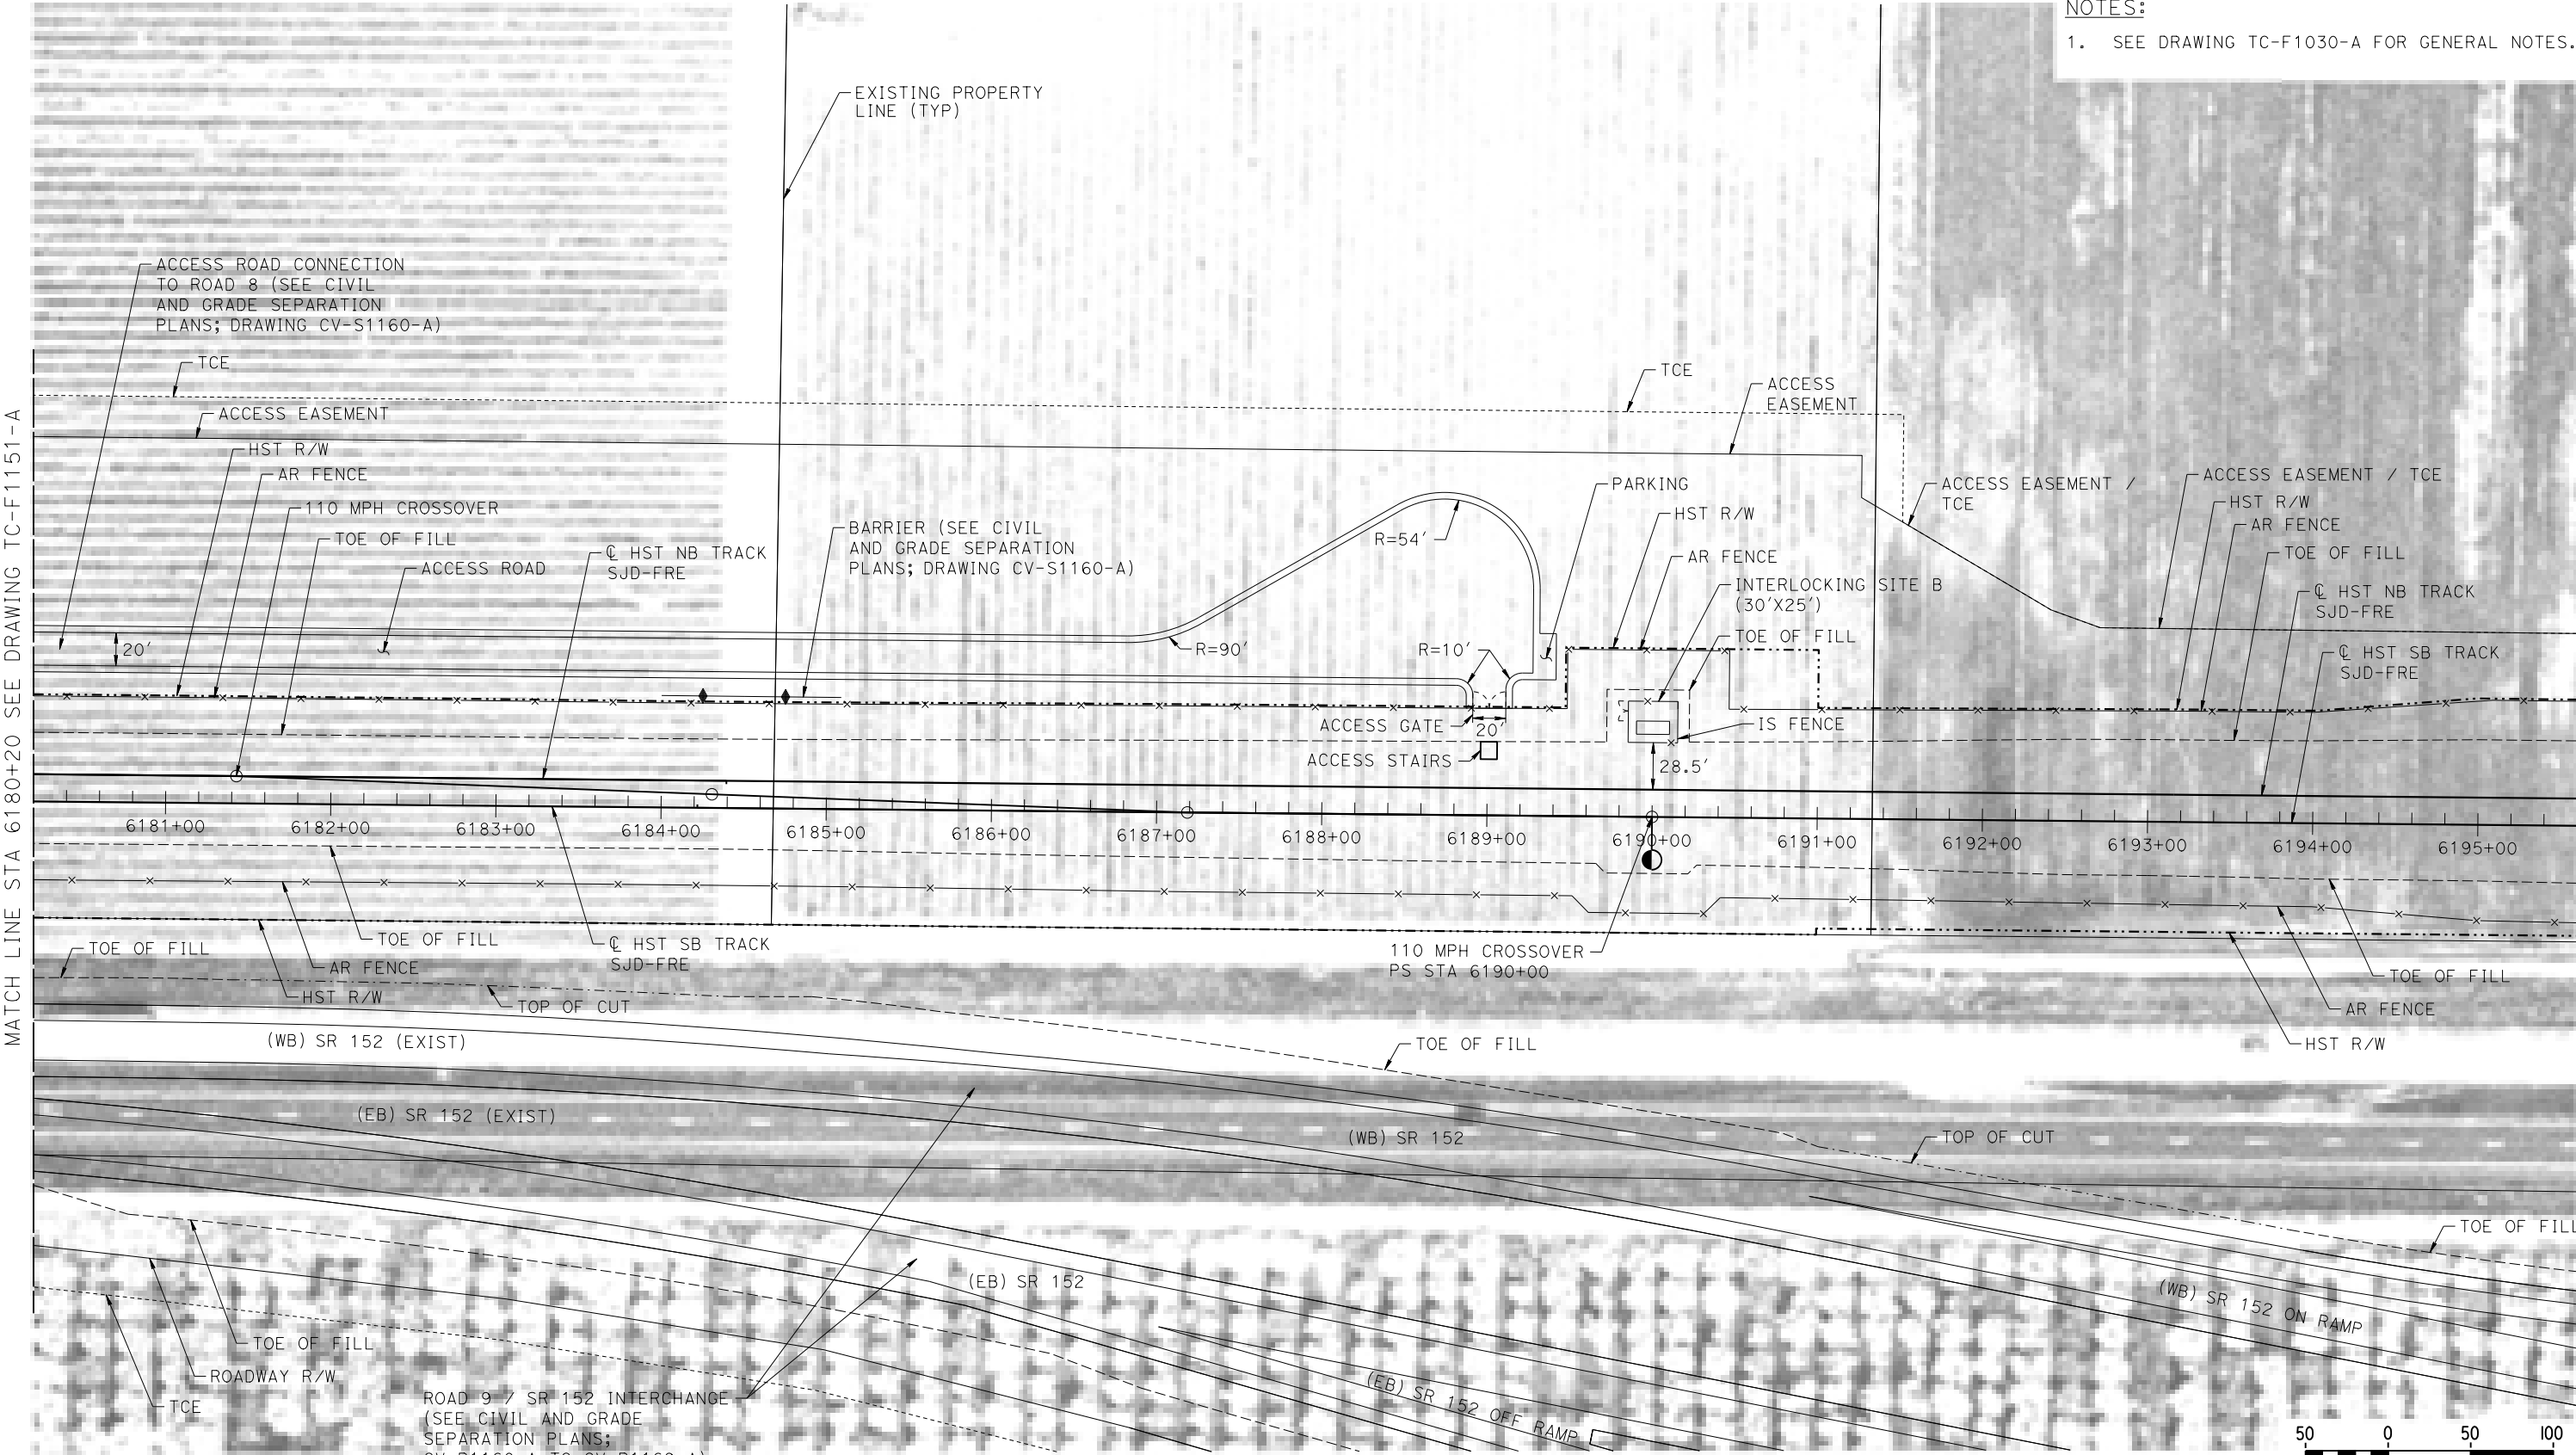 NOTES:
1. SEE DRAWING TC-F1030-A FOR GENERAL NOTES.
EXISTING PROPERTY
LINE (TYP)
ACCESS ROAD CONNECTION
TO ROAD 8 (SEE CIVIL
AND GRADE SEPARATION
PLANS; DRAWING CV-S1160-A)
TCE
ACCESS EASEMENT
HST R/W
AR FENCE
110 MPH CROSSOVER
TOE OF FILL
ACCESS ROAD
℄ HST NB TRACK
SJD-FRE
BARRIER (SEE CIVIL
AND GRADE SEPARATION
PLANS; DRAWING CV-S1160-A)
TCE
ACCESS
EASEMENT
PARKING
HST R/W
AR FENCE
INTERLOCKING SITE B
(30'X25')
TOE OF FILL
R=54'
R=90'
R=10'
ACCESS EASEMENT /
TCE
ACCESS EASEMENT / TCE
HST R/W
AR FENCE
TOE OF FILL
℄ HST NB TRACK
SJD-FRE
℄ HST SB TRACK
SJD-FRE
20'
ACCESS GATE
20'
IS FENCE
ACCESS STAIRS
28.5'
MATCH LINE STA 6180+20 SEE DRAWING TC-F1151-A
6181+00
6182+00
6183+00
6184+00
6185+00
6186+00
6187+00
6188+00
6189+00
6190+00
6191+00
6192+00
6193+00
6194+00
6195+00
TOE OF FILL
TOE OF FILL
AR FENCE
HST R/W
℄ HST SB TRACK
SJD-FRE
TOP OF CUT
110 MPH CROSSOVER
PS STA 6190+00
TOE OF FILL
AR FENCE
HST R/W
(WB) SR 152 (EXIST)
TOE OF FILL
(EB) SR 152 (EXIST)
(WB) SR 152
TOP OF CUT
TOE OF FILL
(EB) SR 152
(WB) SR 152 ON RAMP
TOE OF FILL
ROADWAY R/W
TCE
(EB) SR 152 OFF RAMP
ROAD 9 / SR 152 INTERCHANGE
(SEE CIVIL AND GRADE
SEPARATION PLANS;
50 0 50 100